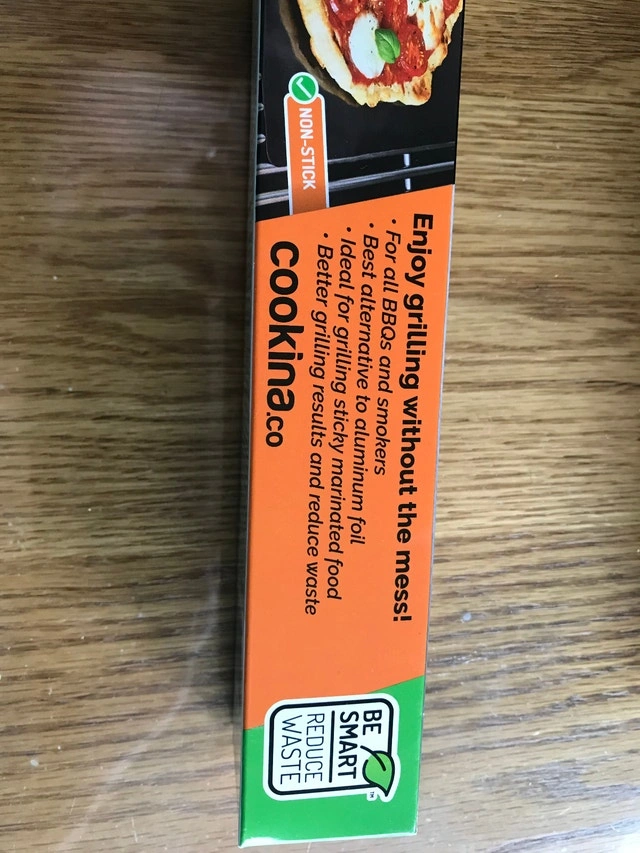 NON-STICK
Enjoy grilling without the mess!
• For all BBQs and smokers
• Best alternative to aluminum foil
• Ideal for grilling sticky marinated food
• Better grilling results and reduce waste
cookina.co
BE
SMART
REDUCE
WASTE
TM